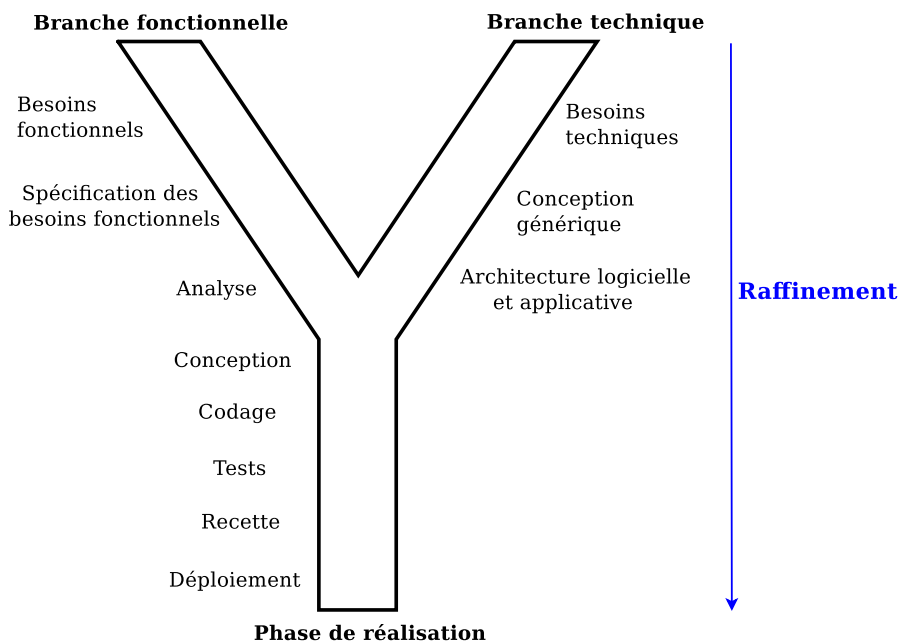 Branche fonctionnelle
Branche technique
Besoins
fonctionnels
Besoins
techniques
Spécification des
besoins fonctionnels
Conception
générique
Analyse
Architecture logicielle
et applicative
Raffinement
Conception
Codage
Tests
Recette
Déploiement
Phase de réalisation